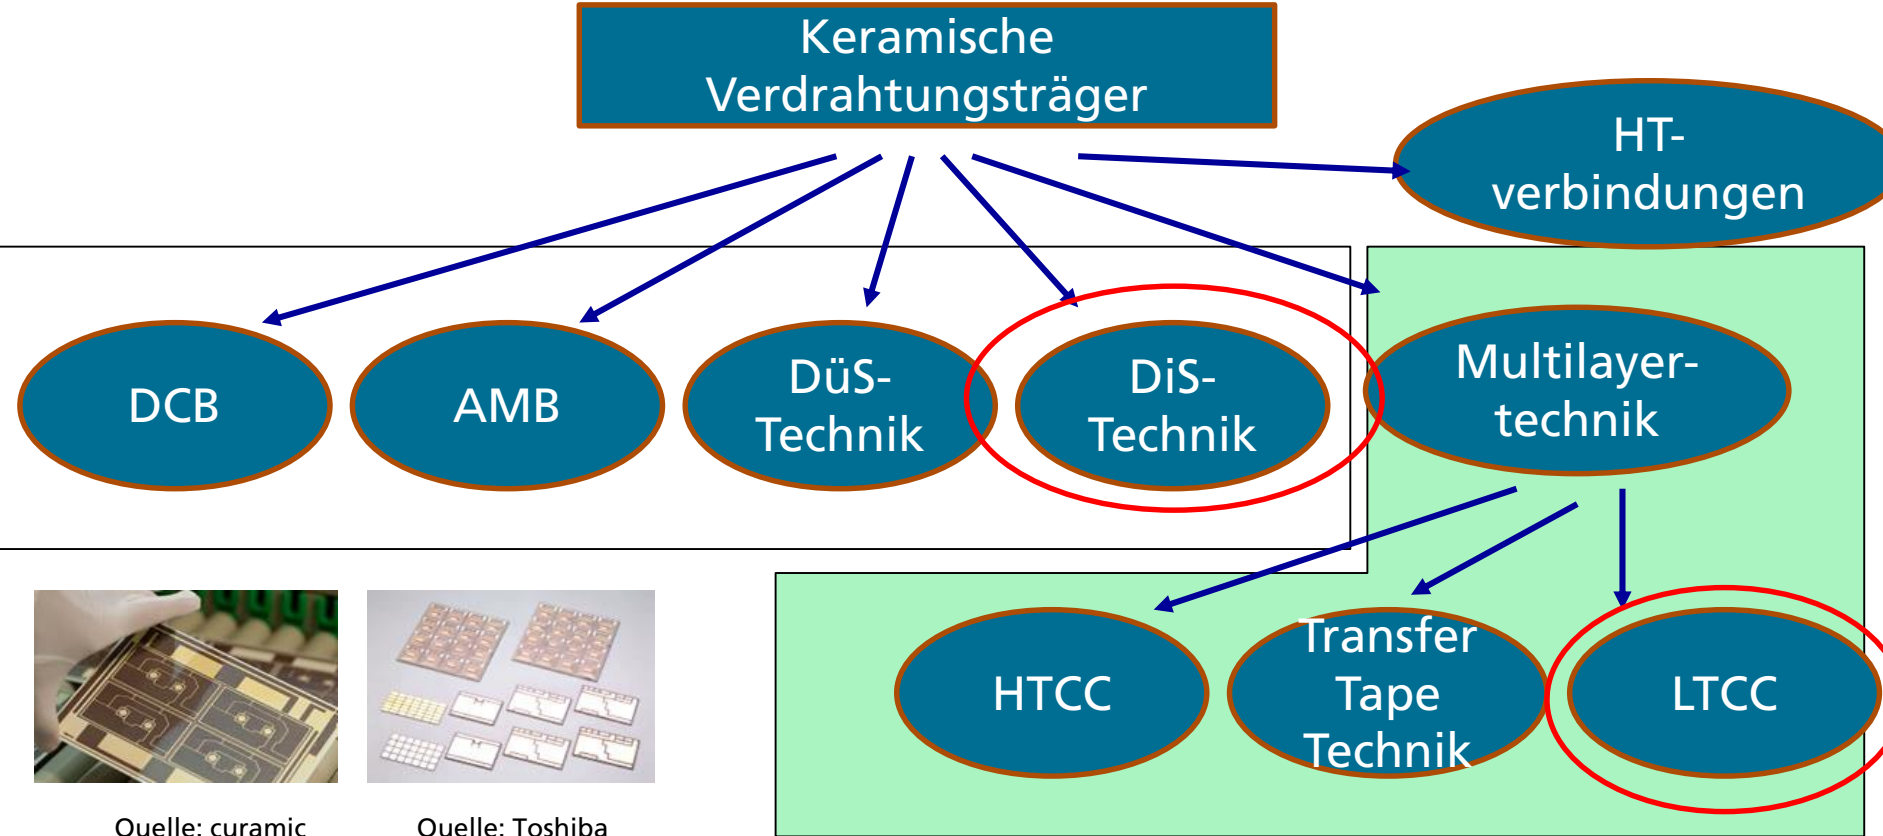 Keramische
Verdrahtungsträger
HT-
verbindungen
DCB
AMB
DüS-
Technik
DiS-
Technik
Multilayer-
technik
HTCC
Transfer
Tape
Technik
LTCC
Quelle: curamic
Quelle: Toshiba